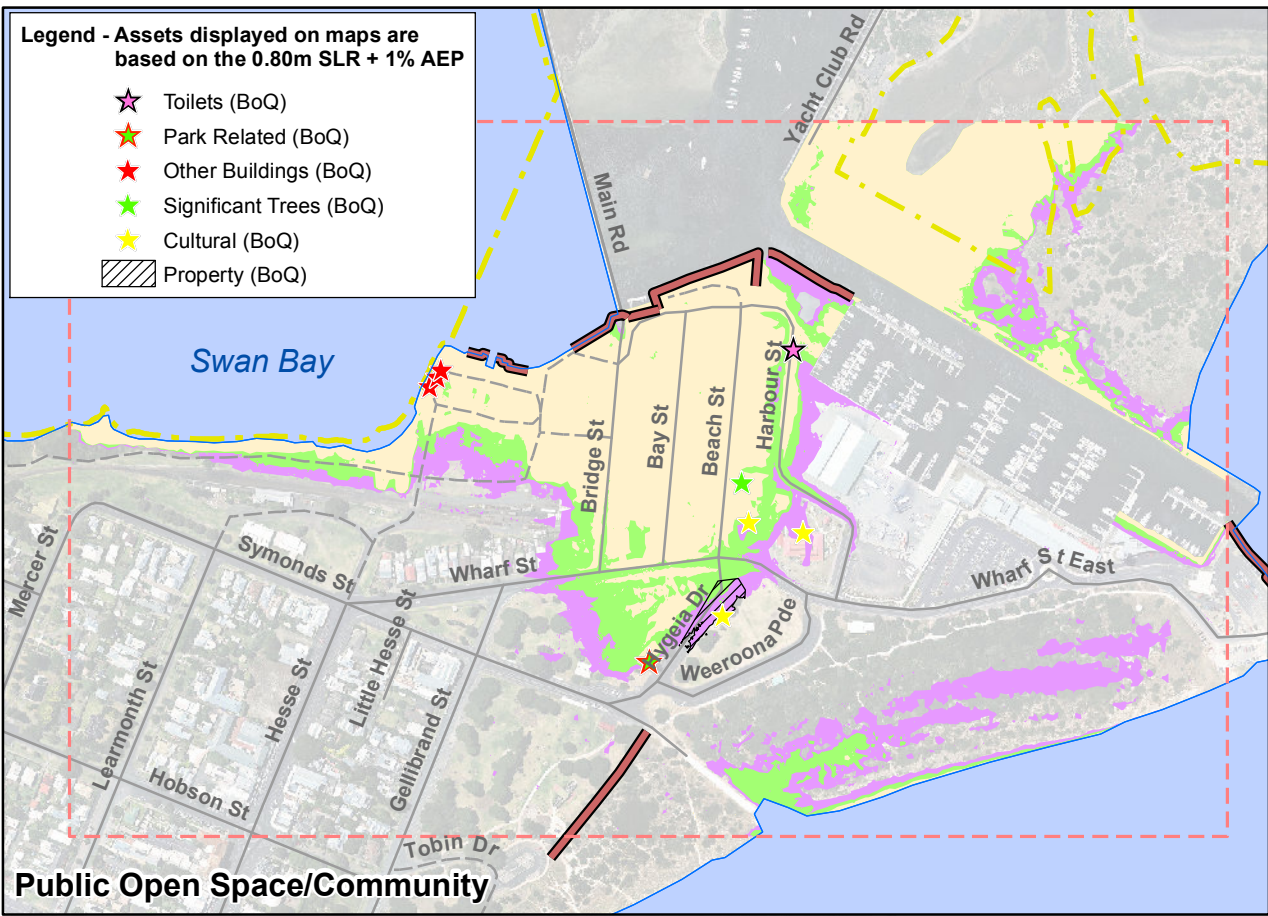 Legend - Assets displayed on maps are
based on the 0.80m SLR + 1% AEP
Toilets (BoQ)
Park Related (BoQ)
Other Buildings (BoQ)
Significant Trees (BoQ)
Cultural (BoQ)
Property (BoQ)
Yacht Club Rd
Main Rd
Swan Bay
Bridge St
Bay St
Beach St
Harbour St
Mercer St
Symonds St
Wharf St
Wharf St East
Hygeia Dr
Weeroona Pde
Learmonth St
Hesse St
Little Hesse St
Gellibrand St
Hobson St
Tobin Dr
Public Open Space/Community